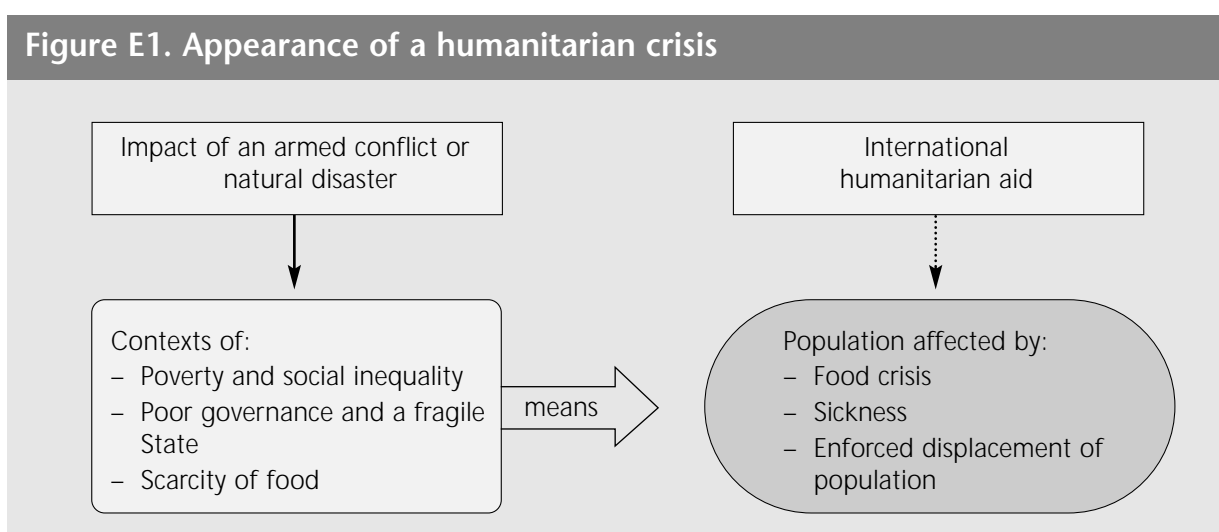 Figure E1. Appearance of a humanitarian crisis
Impact of an armed conflict or
natural disaster
International
humanitarian aid
Contexts of:
– Poverty and social inequality
– Poor governance and a fragile
State
– Scarcity of food
means
Population affected by:
– Food crisis
– Sickness
– Enforced displacement of
population